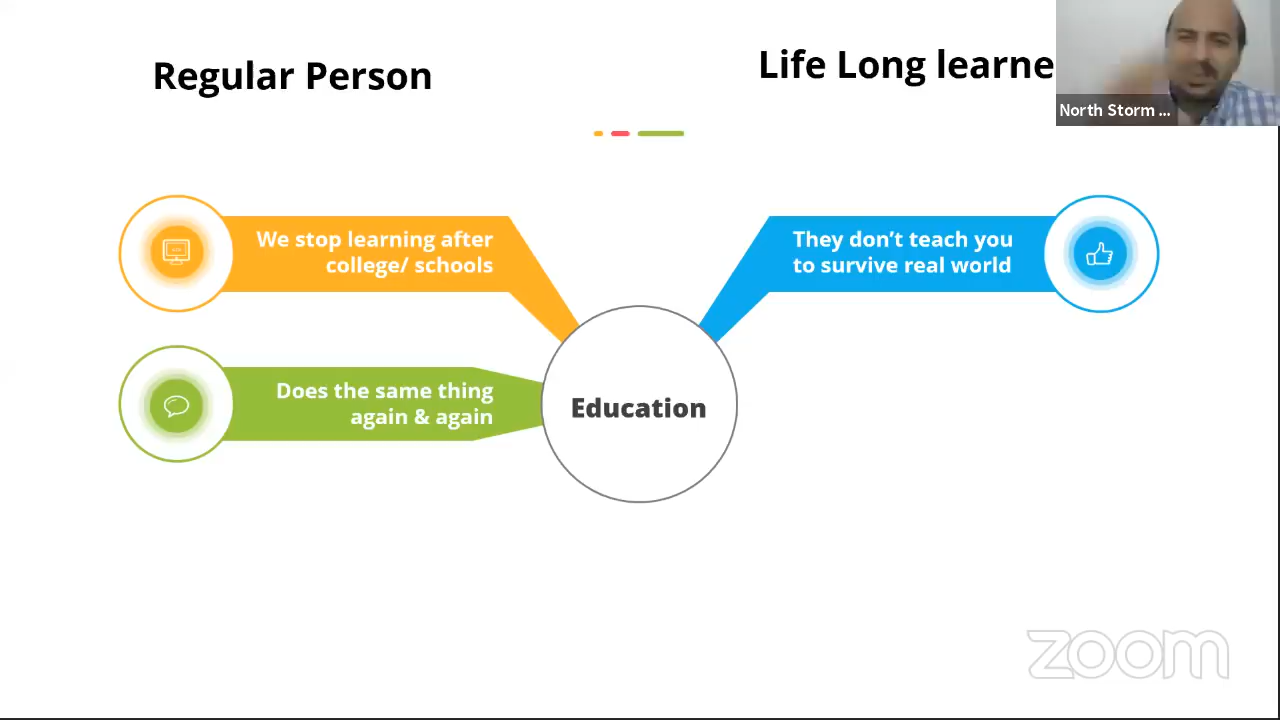 Regular Person
Life Long learne
North Storm ...
We stop learning after
college/ schools
They don’t teach you
to survive real world
Does the same thing
again & again
Education
zoom